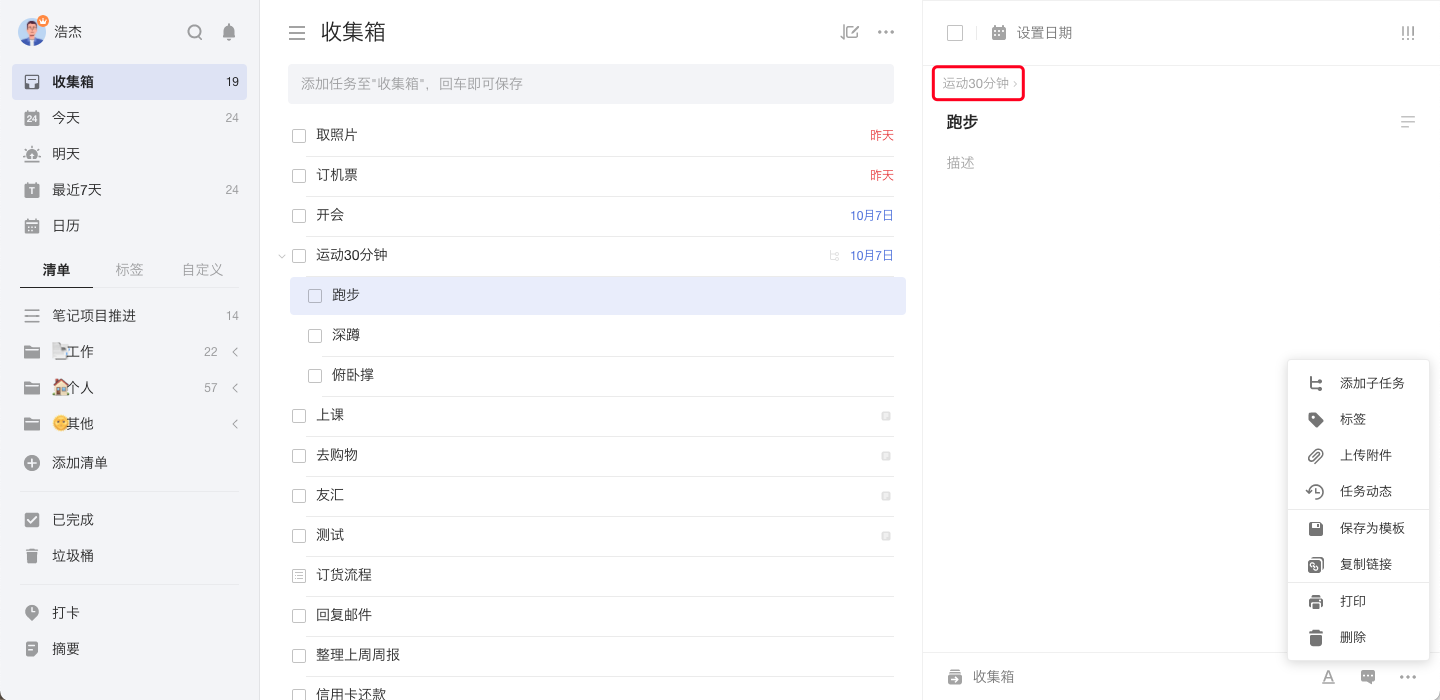 浩杰
收集箱 19
24 今天 24
明天
T 最近7天 24
日历
清单 标签 自定义
笔记项目推进 14
工作 22
个人 57
其他
添加清单
已完成
垃圾桶
打卡
摘要
收集箱
添加任务至"收集箱"，回车即可保存
取照片 昨天
订机票 昨天
开会 10月7日
运动30分钟 10月7日
跑步
深蹲
俯卧撑
上课
去购物
友汇
测试
订货流程
回复邮件
整理上周周报
信用卡还款
设置日期 !!!
运动30分钟 ›
跑步
描述
添加子任务
标签
上传附件
任务动态
保存为模板
复制链接
打印
删除
收集箱 A